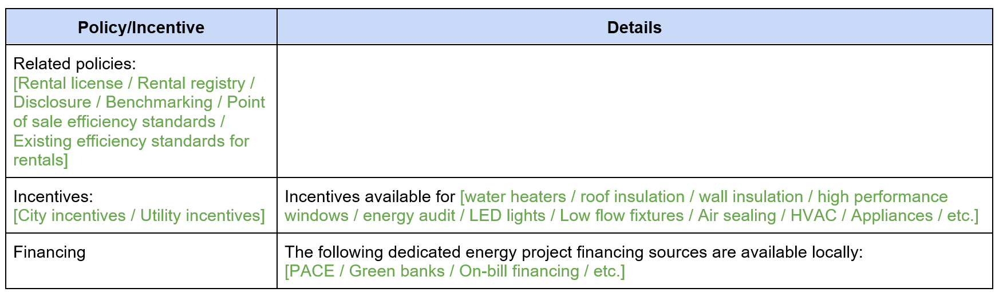 Policy/Incentive
Details
Related policies:
[Rental license / Rental registry /
Disclosure / Benchmarking / Point
of sale efficiency standards /
Existing efficiency standards for
rentals]
Incentives:
[City incentives / Utility incentives]
Incentives available for [water heaters / roof insulation / wall insulation / high performance
windows / energy audit / LED lights / Low flow fixtures / Air sealing / HVAC / Appliances / etc.]
Financing
The following dedicated energy project financing sources are available locally:
[PACE / Green banks / On-bill financing / etc.]